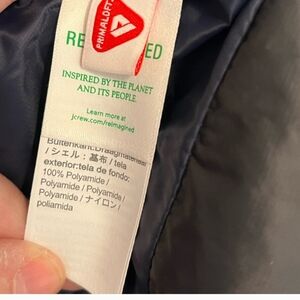 PRIMALOFT
RE ED
INSPIRED BY THE PLANET
AND ITS PEOPLE
Learn more at
jcrew.com/reimagined
/ シェル：基布 / tela
exterior:tela de fondo:
100% Polyamide /
Polyamide / Polyamide /
Polyamide / ナイロン /
poliamida